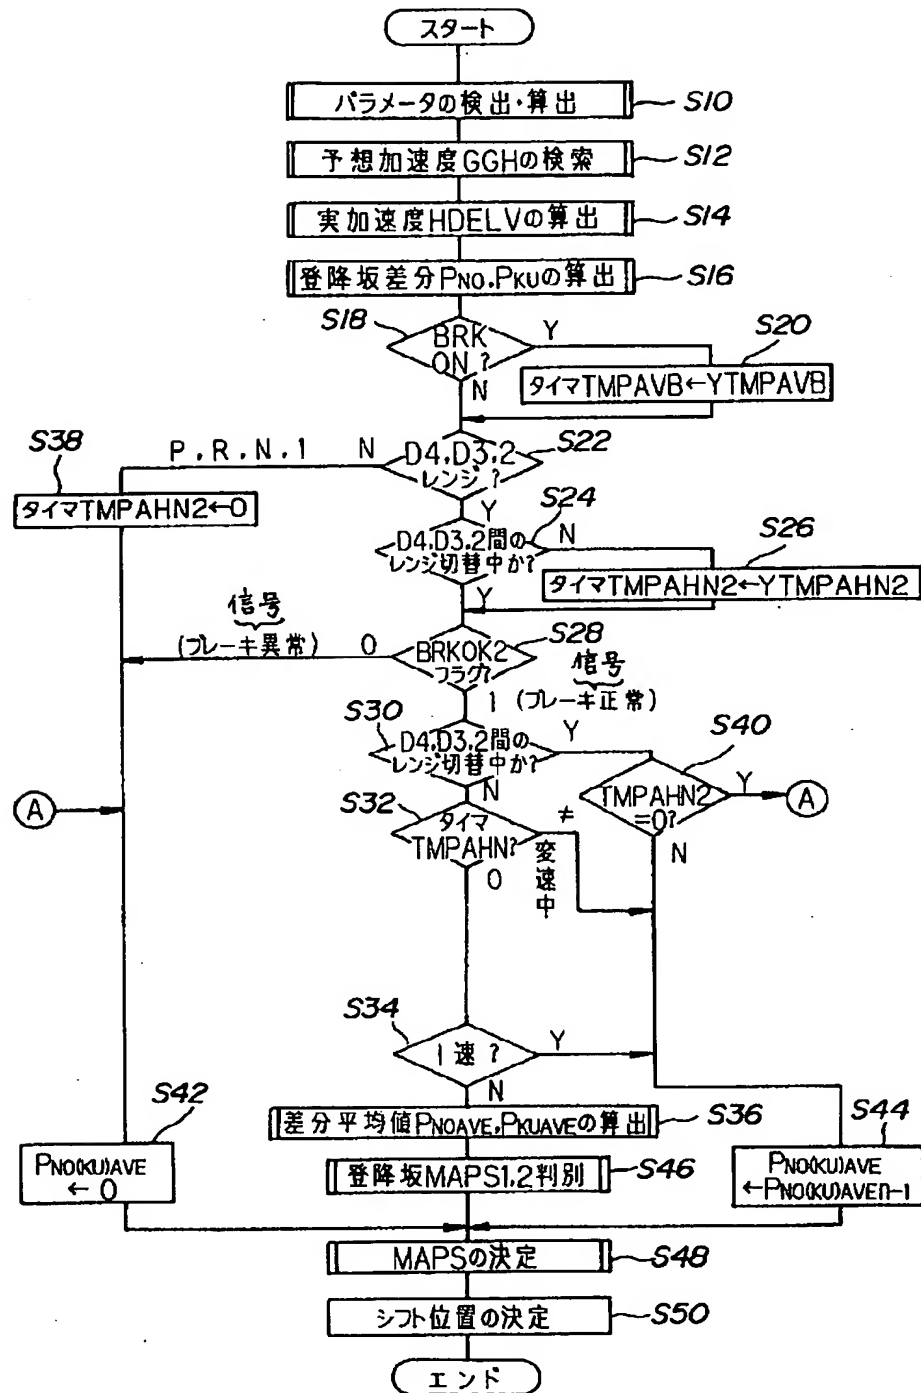 スタート
パラメータの検出・算出
S10
予想加速度GGHの検索
S12
実加速度HDELVの算出
S14
登降坂差分PNO.PKUの算出
S16
S18
BRK
ON?
Y
N
S20
タイマTMPAVB←YTMPAVB
S38
P.R.N.1
N
D4.D3.2
レンジ?
S22
タイマTMPAHN2←0
Y
S24
D4.D3.2間の
レンジ切替中か?
N
S26
タイマTMPAHN2←YTMPAHN2
Y
信号
(ブレーキ異常)
0
BRKOK2
フラグ?
S28
信号
1
(ブレーキ正常)
S30
D4.D3.2間の
レンジ切替中か?
Y
S40
N
TMPAHN2
=0?
Y
A
A
S32
タイマ
TMPAHN?
≠
変速中
N
0
S34
1速?
Y
N
S42
差分平均値PNOAVE.PKUAVEの算出
S36
S44
PNO(KU)AVE
←0
登降坂MAPS1.2判別
S46
PNO(KU)AVE
←PNO(KU)AVEn-1
MAPSの決定
S48
シフト位置の決定
S50
エンド